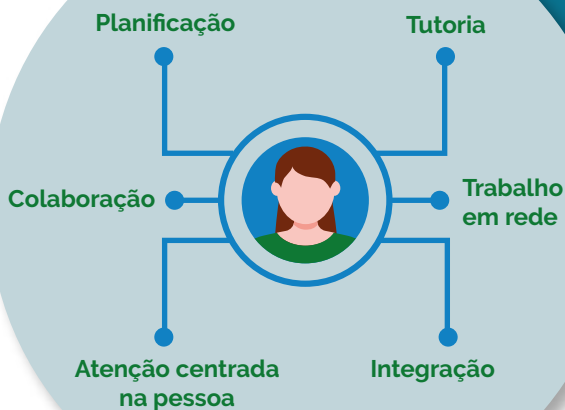 Planificação
Tutoria
Colaboração
Trabalho
em rede
Atenção centrada
na pessoa
Integração